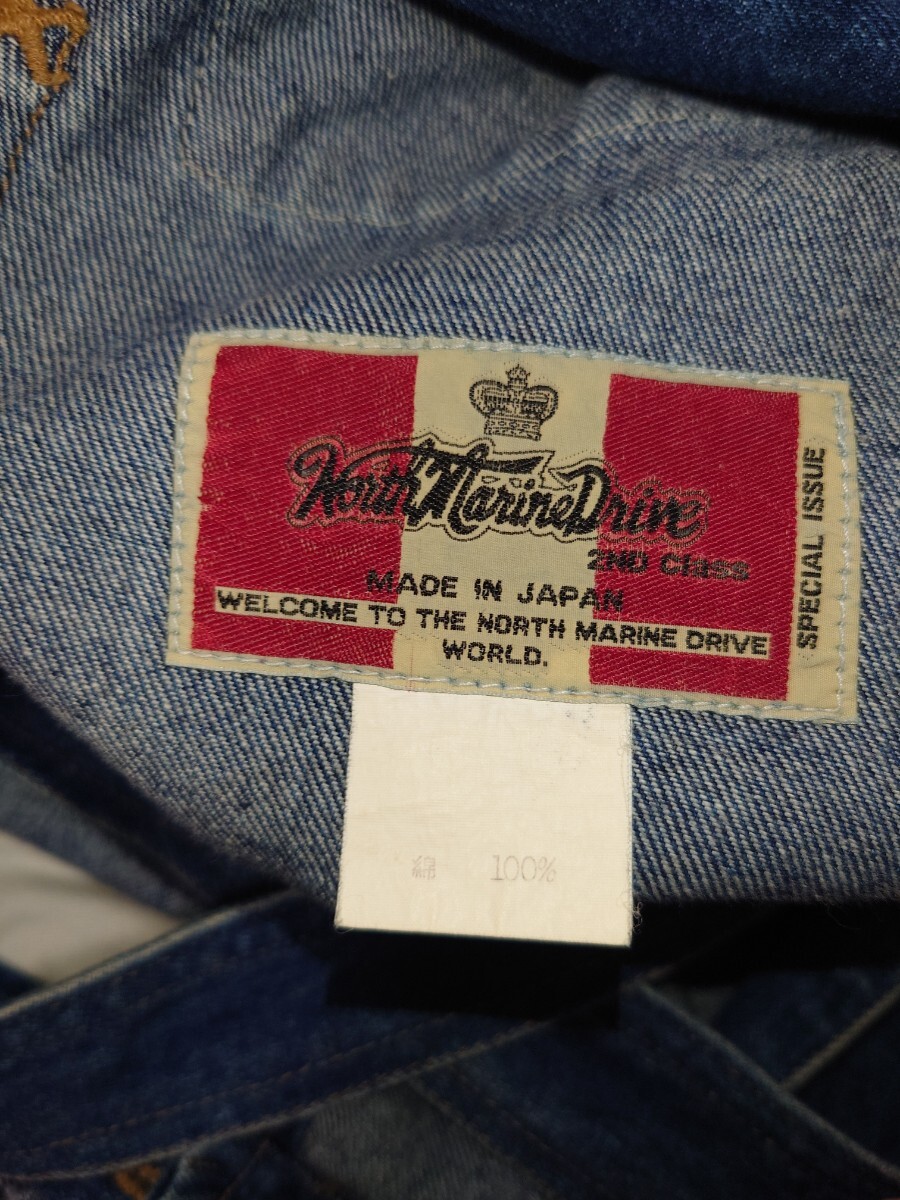 North Marine Drive
2ND Class
MADE IN JAPAN
WELCOME TO THE NORTH MARINE DRIVE
WORLD.
SPECIAL ISSUE
綿 100%